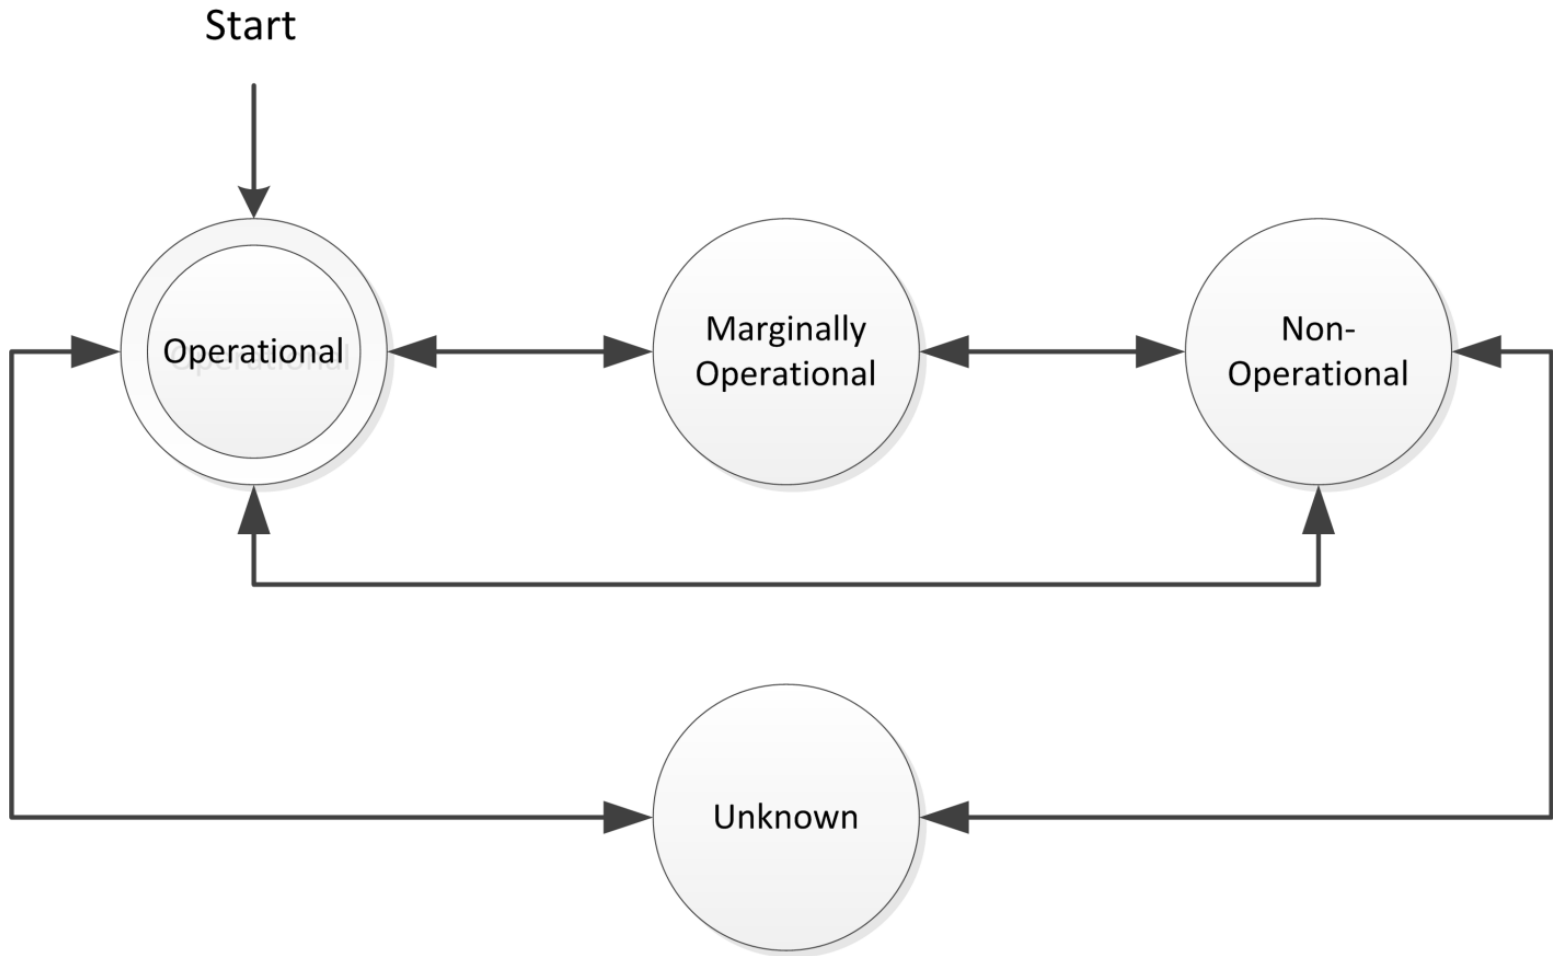 Start
Operational
Marginally
Operational
Non-
Operational
Unknown